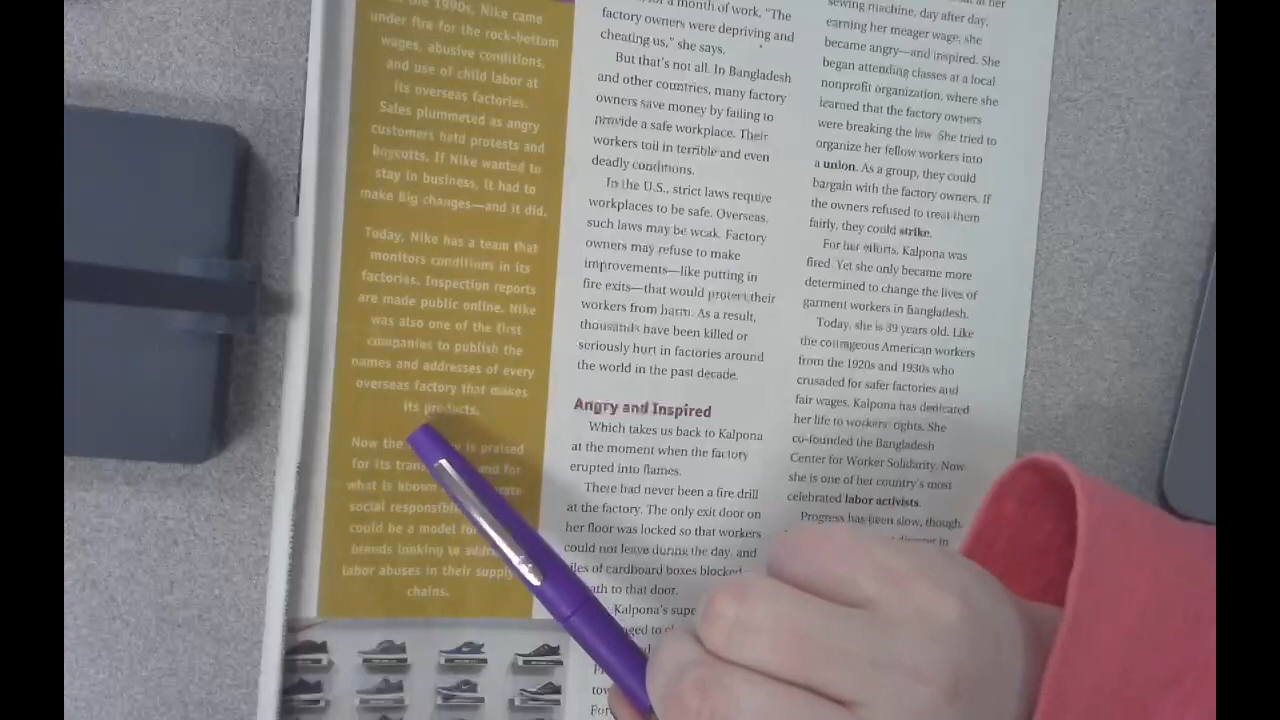 the 1990s, Nike came
under fire for the rock-bottom
wages, abusive conditions,
and use of child labor at
its overseas factories.
Sales plummeted as angry
customers held protests and
boycotts. If Nike wanted to
stay in business, it had to
make Big changes—and it did.
Today, Nike has a team that
monitors conditions in its
factories. Inspection reports
are made public online. Nike
was also one of the first
companies to publish the
names and addresses of every
overseas factory that makes
its products.
Now the is praised
for its and for
what is known
social
could be a model
brands looking to
labor abuses in their supply
chains.
a month of work, "The
factory owners were depriving and
cheating us," she says.
But that's not all. In Bangladesh
and other countries, many factory
owners save money by failing to
provide a safe workplace. Their
workers toil in terrible and even
deadly conditions.
In the U.S., strict laws require
workplaces to be safe. Overseas,
such laws may be weak. Factory
owners may refuse to make
improvements—like putting in
fire exits—that would protect their
workers from harm. As a result,
thousands have been killed or
seriously hurt in factories around
the world in the past decade.
Angry and Inspired
Which takes us back to Kalpona
at the moment when the factory
erupted into flames.
There had never been a fire drill
at the factory. The only exit door on
her floor was locked so that workers
could not leave during the day, and
of cardboard boxes blocked
to that door.
Kalpona's
sewing machine, day after day,
earning her meager wage, she
became angry—and inspired. She
began attending classes at a local
nonprofit organization, where she
learned that the factory owners
were breaking the law. She tried to
organize her fellow workers into
a union. As a group, they could
bargain with the factory owners. If
the owners refused to treat them
fairly, they could strike.
For her efforts, Kalpona was
fired. Yet she only became more
determined to change the lives of
garment workers in Bangladesh.
Today, she is 39 years old. Like
the courageous American workers
from the 1920s and 1930s who
crusaded for safer factories and
fair wages, Kalpona has dedicated
her life to workers' rights. She
co-founded the Bangladesh
Center for Worker Solidarity. Now
she is one of her country's most
celebrated labor activists.
Progress has been slow, though.